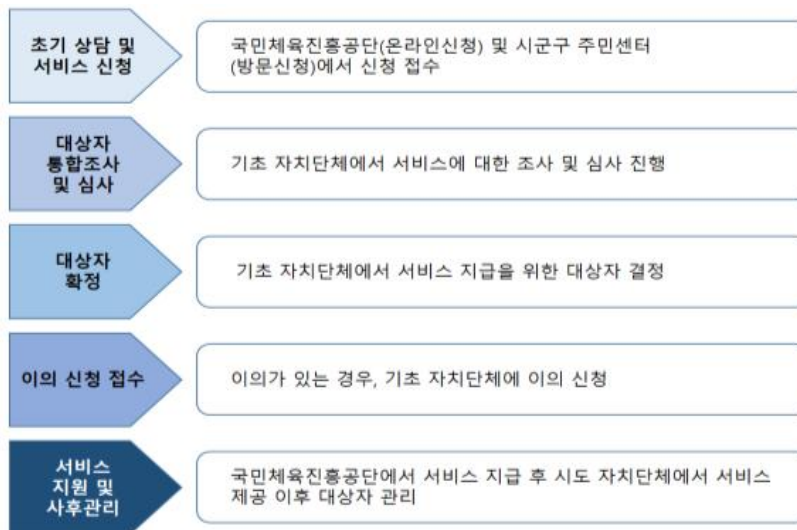 초기 상담 및
서비스 신청
국민체육진흥공단(온라인신청) 및 시군구 주민센터
(방문신청)에서 신청 접수
대상자
통합조사
및 심사
기초 자치단체에서 서비스에 대한 조사 및 심사 진행
대상자
확정
기초 자치단체에서 서비스 지급을 위한 대상자 결정
이의 신청 접수
이의가 있는 경우, 기초 자치단체에 이의 신청
서비스
지원 및
사후관리
국민체육진흥공단에서 서비스 지급 후 시도 자치단체에서 서비스
제공 이후 대상자 관리